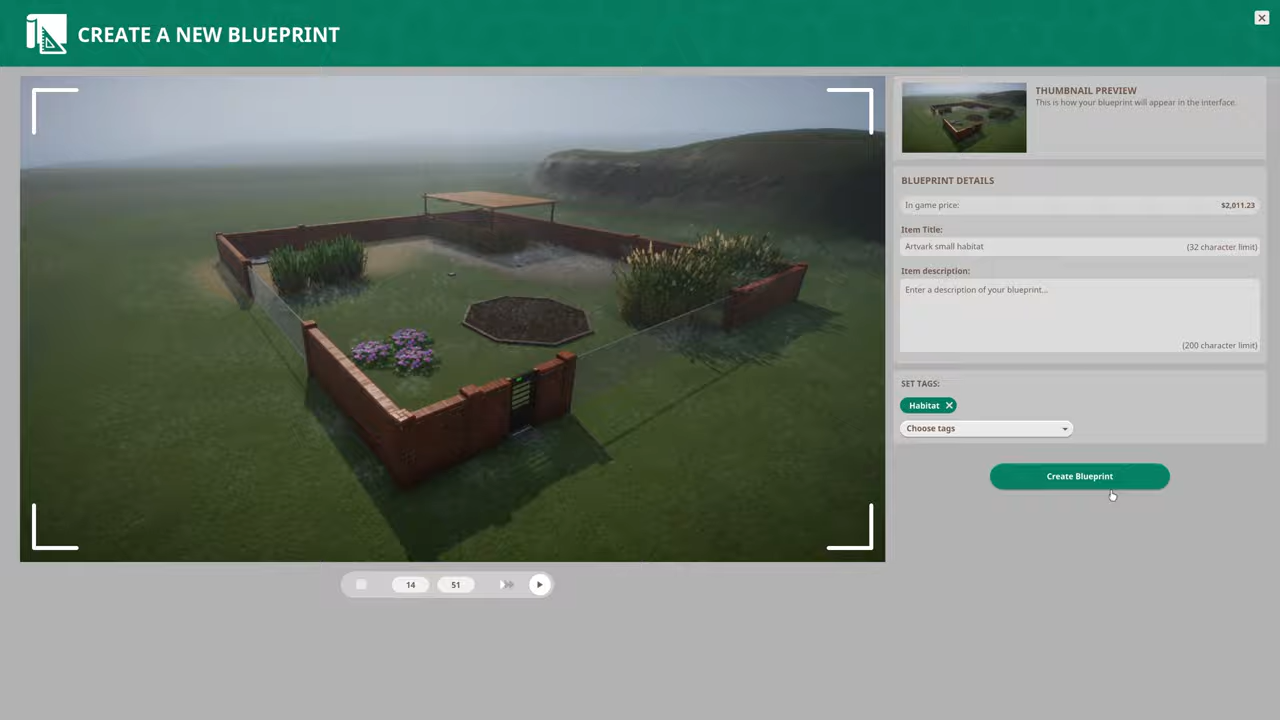 CREATE A NEW BLUEPRINT
THUMBNAIL PREVIEW
This is how your blueprint will appear in the interface.
BLUEPRINT DETAILS
In game price: $2,011.23
Item Title:
Artvark small habitat (32 character limit)
Item description:
Enter a description of your blueprint...
(200 character limit)
SET TAGS:
Habitat
Choose tags
Create Blueprint
14 51